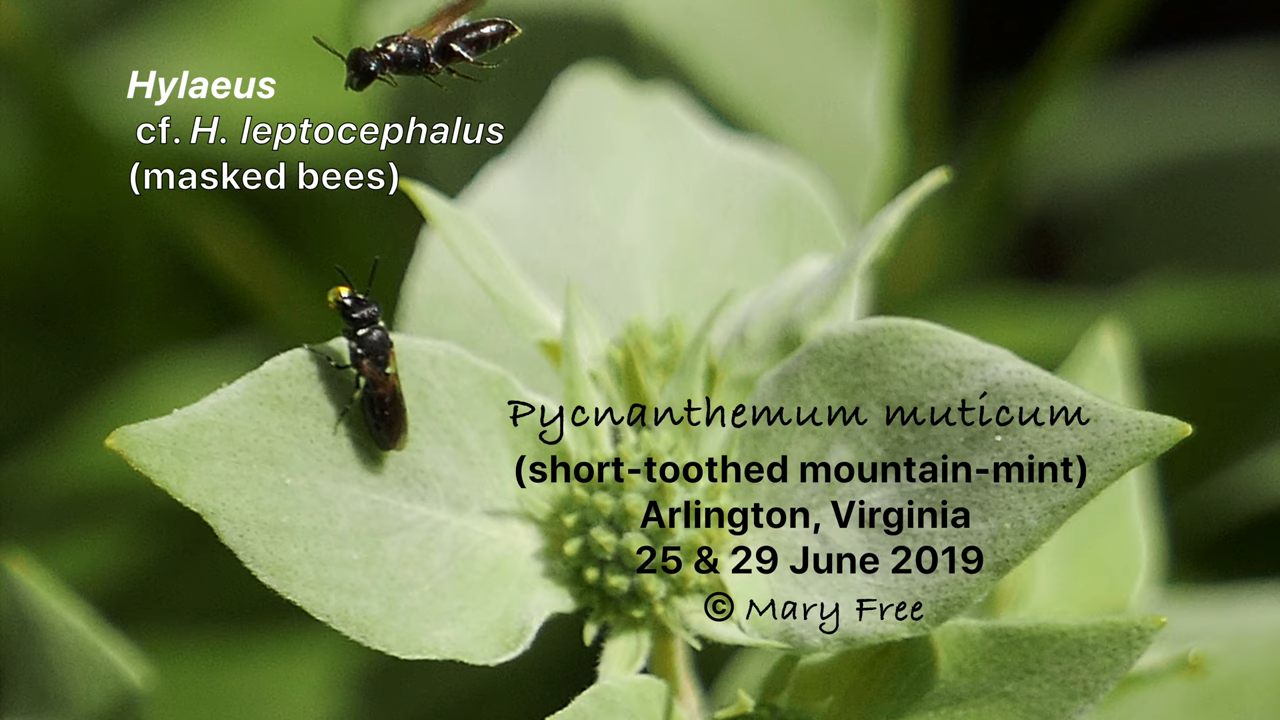 Hylaeus
cf. H. leptocephalus
(masked bees)
Pycnanthemum muticum
(short-toothed mountain-mint)
Arlington, Virginia
25 & 29 June 2019
© Mary Free